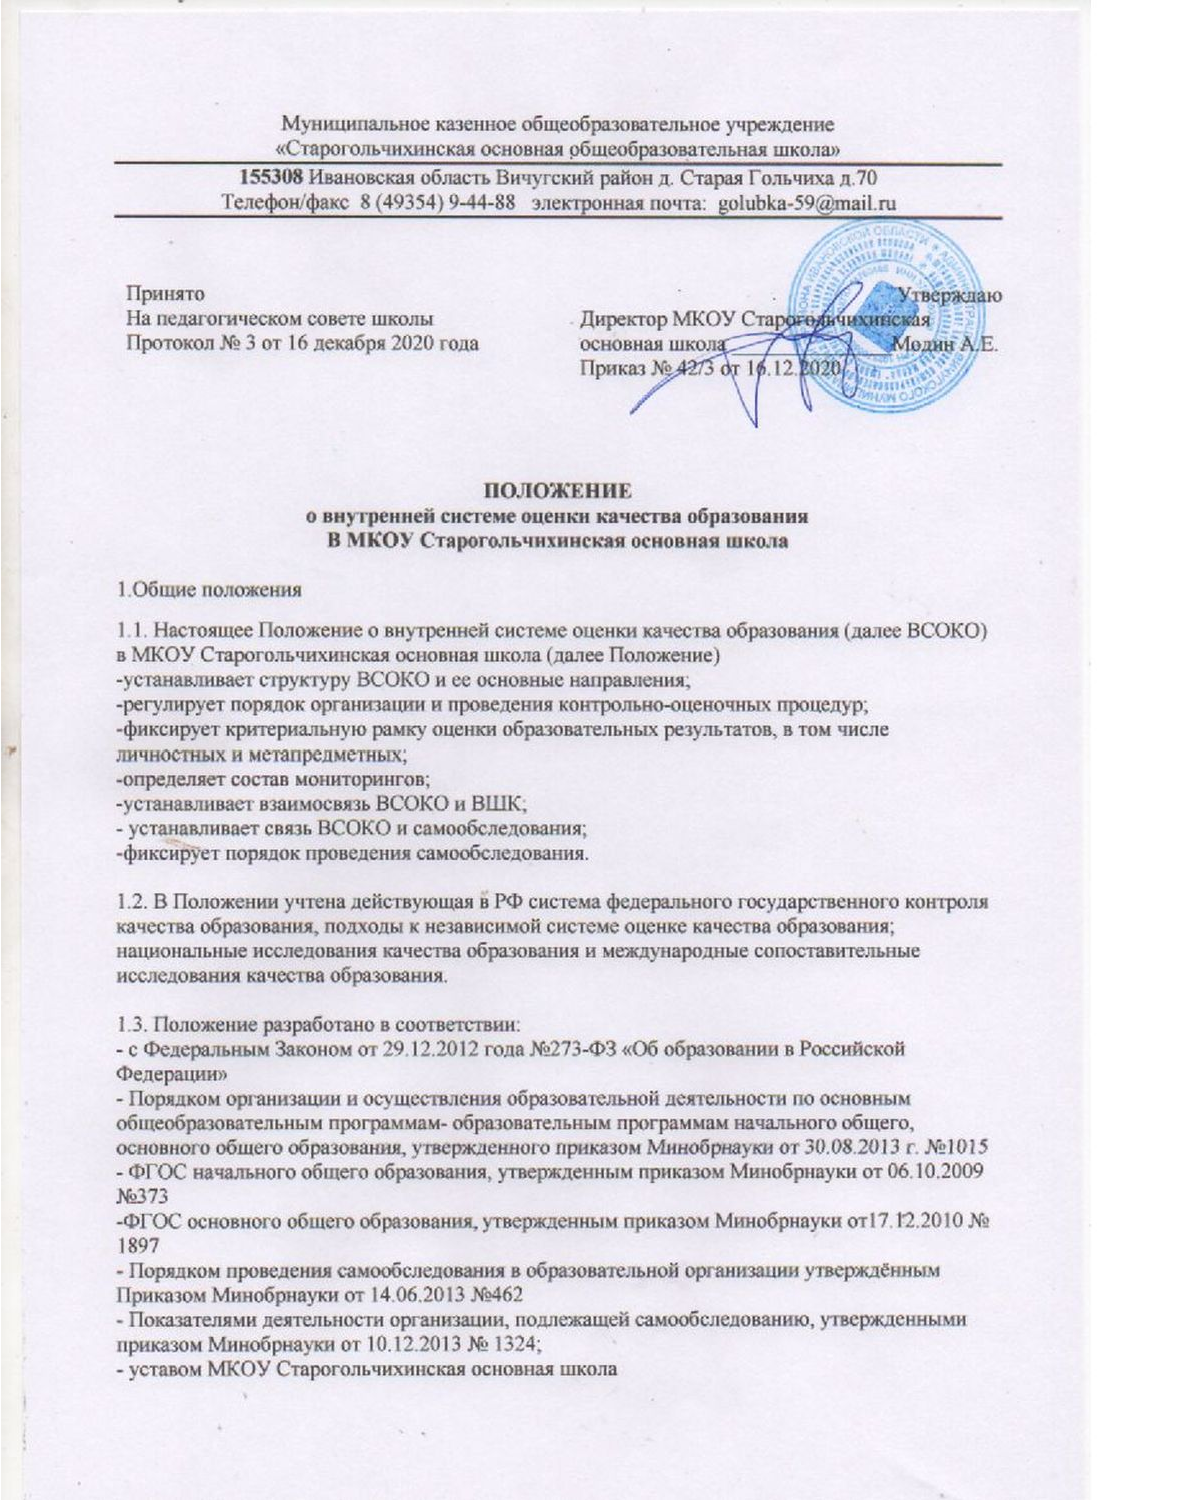 Муниципальное казенное общеобразовательное учреждение
«Старогольчихинская основная общеобразовательная школа»
155308 Ивановская область Вичугский район д. Старая Гольчиха д.70
Телефон/факс 8 (49354) 9-44-88 электронная почта: golubka-59@mail.ru
Принято
На педагогическом совете школы
Протокол № 3 от 16 декабря 2020 года
Утверждаю
Директор МКОУ Старогольчихинская
основная школа_______________Модин А.Е.
Приказ № 42/3 от 16.12.2020
ПОЛОЖЕНИЕ
о внутренней системе оценки качества образования
В МКОУ Старогольчихинская основная школа
1.Общие положения
1.1. Настоящее Положение о внутренней системе оценки качества образования (далее ВСОКО)
в МКОУ Старогольчихинская основная школа (далее Положение)
-устанавливает структуру ВСОКО и ее основные направления;
-регулирует порядок организации и проведения контрольно-оценочных процедур;
-фиксирует критериальную рамку оценки образовательных результатов, в том числе
личностных и метапредметных;
-определяет состав мониторингов;
-устанавливает взаимосвязь ВСОКО и ВШК;
- устанавливает связь ВСОКО и самообследования;
-фиксирует порядок проведения самообследования.
1.2. В Положении учтена действующая в РФ система федерального государственного контроля
качества образования, подходы к независимой системе оценке качества образования;
национальные исследования качества образования и международные сопоставительные
исследования качества образования.
1.3. Положение разработано в соответствии:
- с Федеральным Законом от 29.12.2012 года №273-ФЗ «Об образовании в Российской
Федерации»
- Порядком организации и осуществления образовательной деятельности по основным
общеобразовательным программам- образовательным программам начального общего,
основного общего образования, утвержденного приказом Минобрнауки от 30.08.2013 г. №1015
- ФГОС начального общего образования, утвержденным приказом Минобрнауки от 06.10.2009
№373
-ФГОС основного общего образования, утвержденным приказом Минобрнауки от17.12.2010 №
1897
- Порядком проведения самообследования в образовательной организации утверждённым
Приказом Минобрнауки от 14.06.2013 №462
- Показателями деятельности организации, подлежащей самообследованию, утвержденными
приказом Минобрнауки от 10.12.2013 № 1324;
- уставом МКОУ Старогольчихинская основная школа